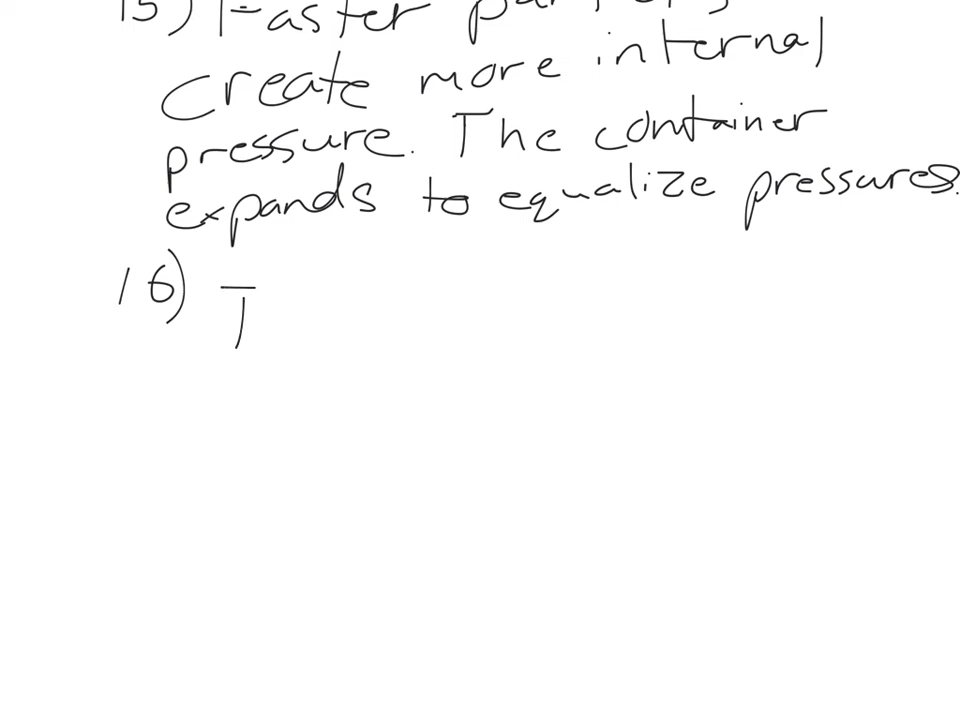 15) Faster
create more internal
pressure. The container
expands to equalize pressures.
16) T